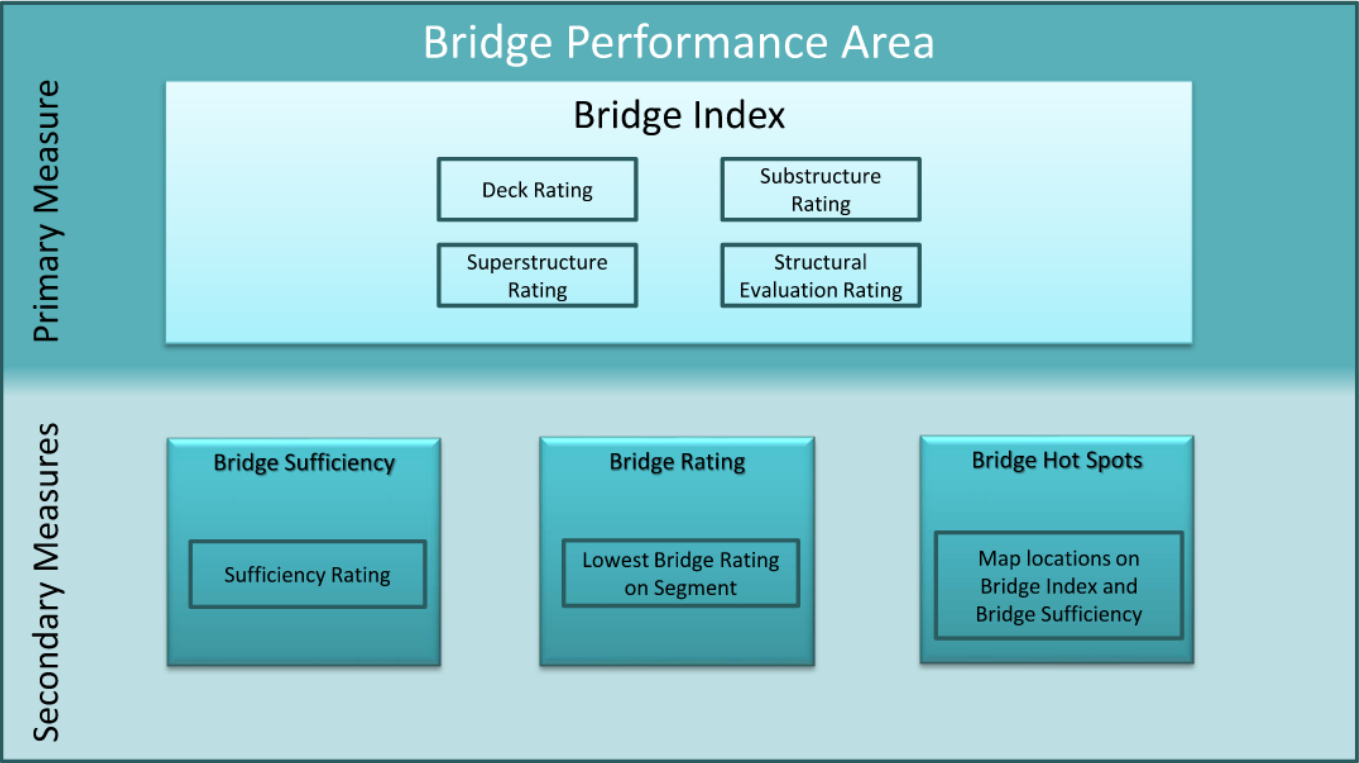 Bridge Performance Area
Primary Measure
Bridge Index
Deck Rating
Substructure
Rating
Superstructure
Rating
Structural
Evaluation Rating
Secondary Measures
Bridge Sufficiency
Sufficiency Rating
Bridge Rating
Lowest Bridge Rating
on Segment
Bridge Hot Spots
Map locations on
Bridge Index and
Bridge Sufficiency